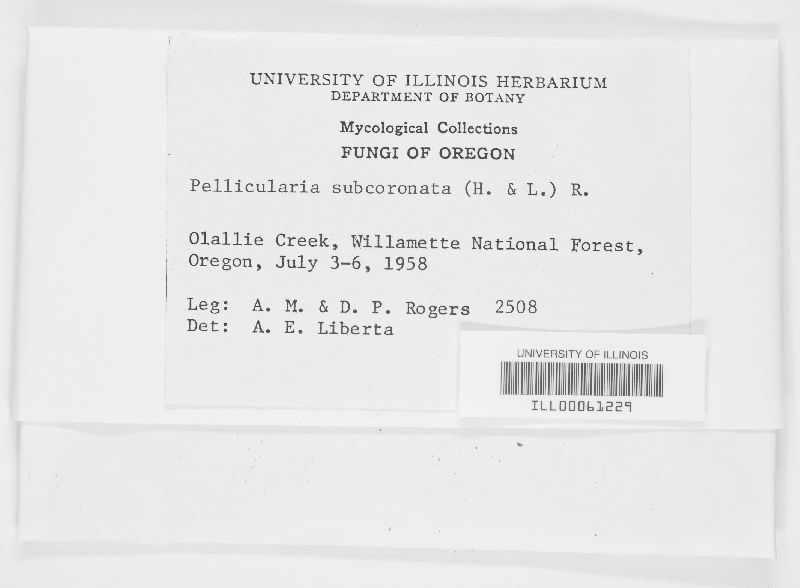 UNIVERSITY OF ILLINOIS HERBARIUM
DEPARTMENT OF BOTANY
Mycological Collections
FUNGI OF OREGON
Pellicularia subcoronata (H. & L.) R.
Olallie Creek, Willamette National Forest,
Oregon, July 3-6, 1958
Leg: A. M. & D. P. Rogers 2508
Det: A. E. Liberta
UNIVERSITY OF ILLINOIS
ILL00061229